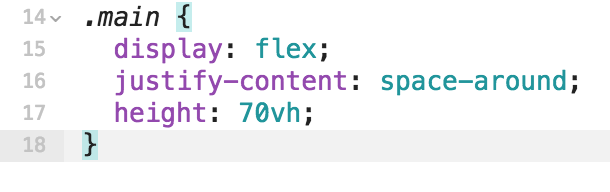 14 .main {
15 display: flex;
16 justify-content: space-around;
17 height: 70vh;
18 }